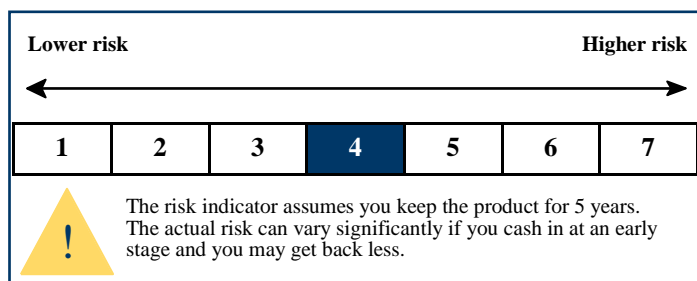 Lower risk Higher risk
1 2 3 4 5 6 7
!
The risk indicator assumes you keep the product for 5 years.
The actual risk can vary significantly if you cash in at an early
stage and you may get back less.